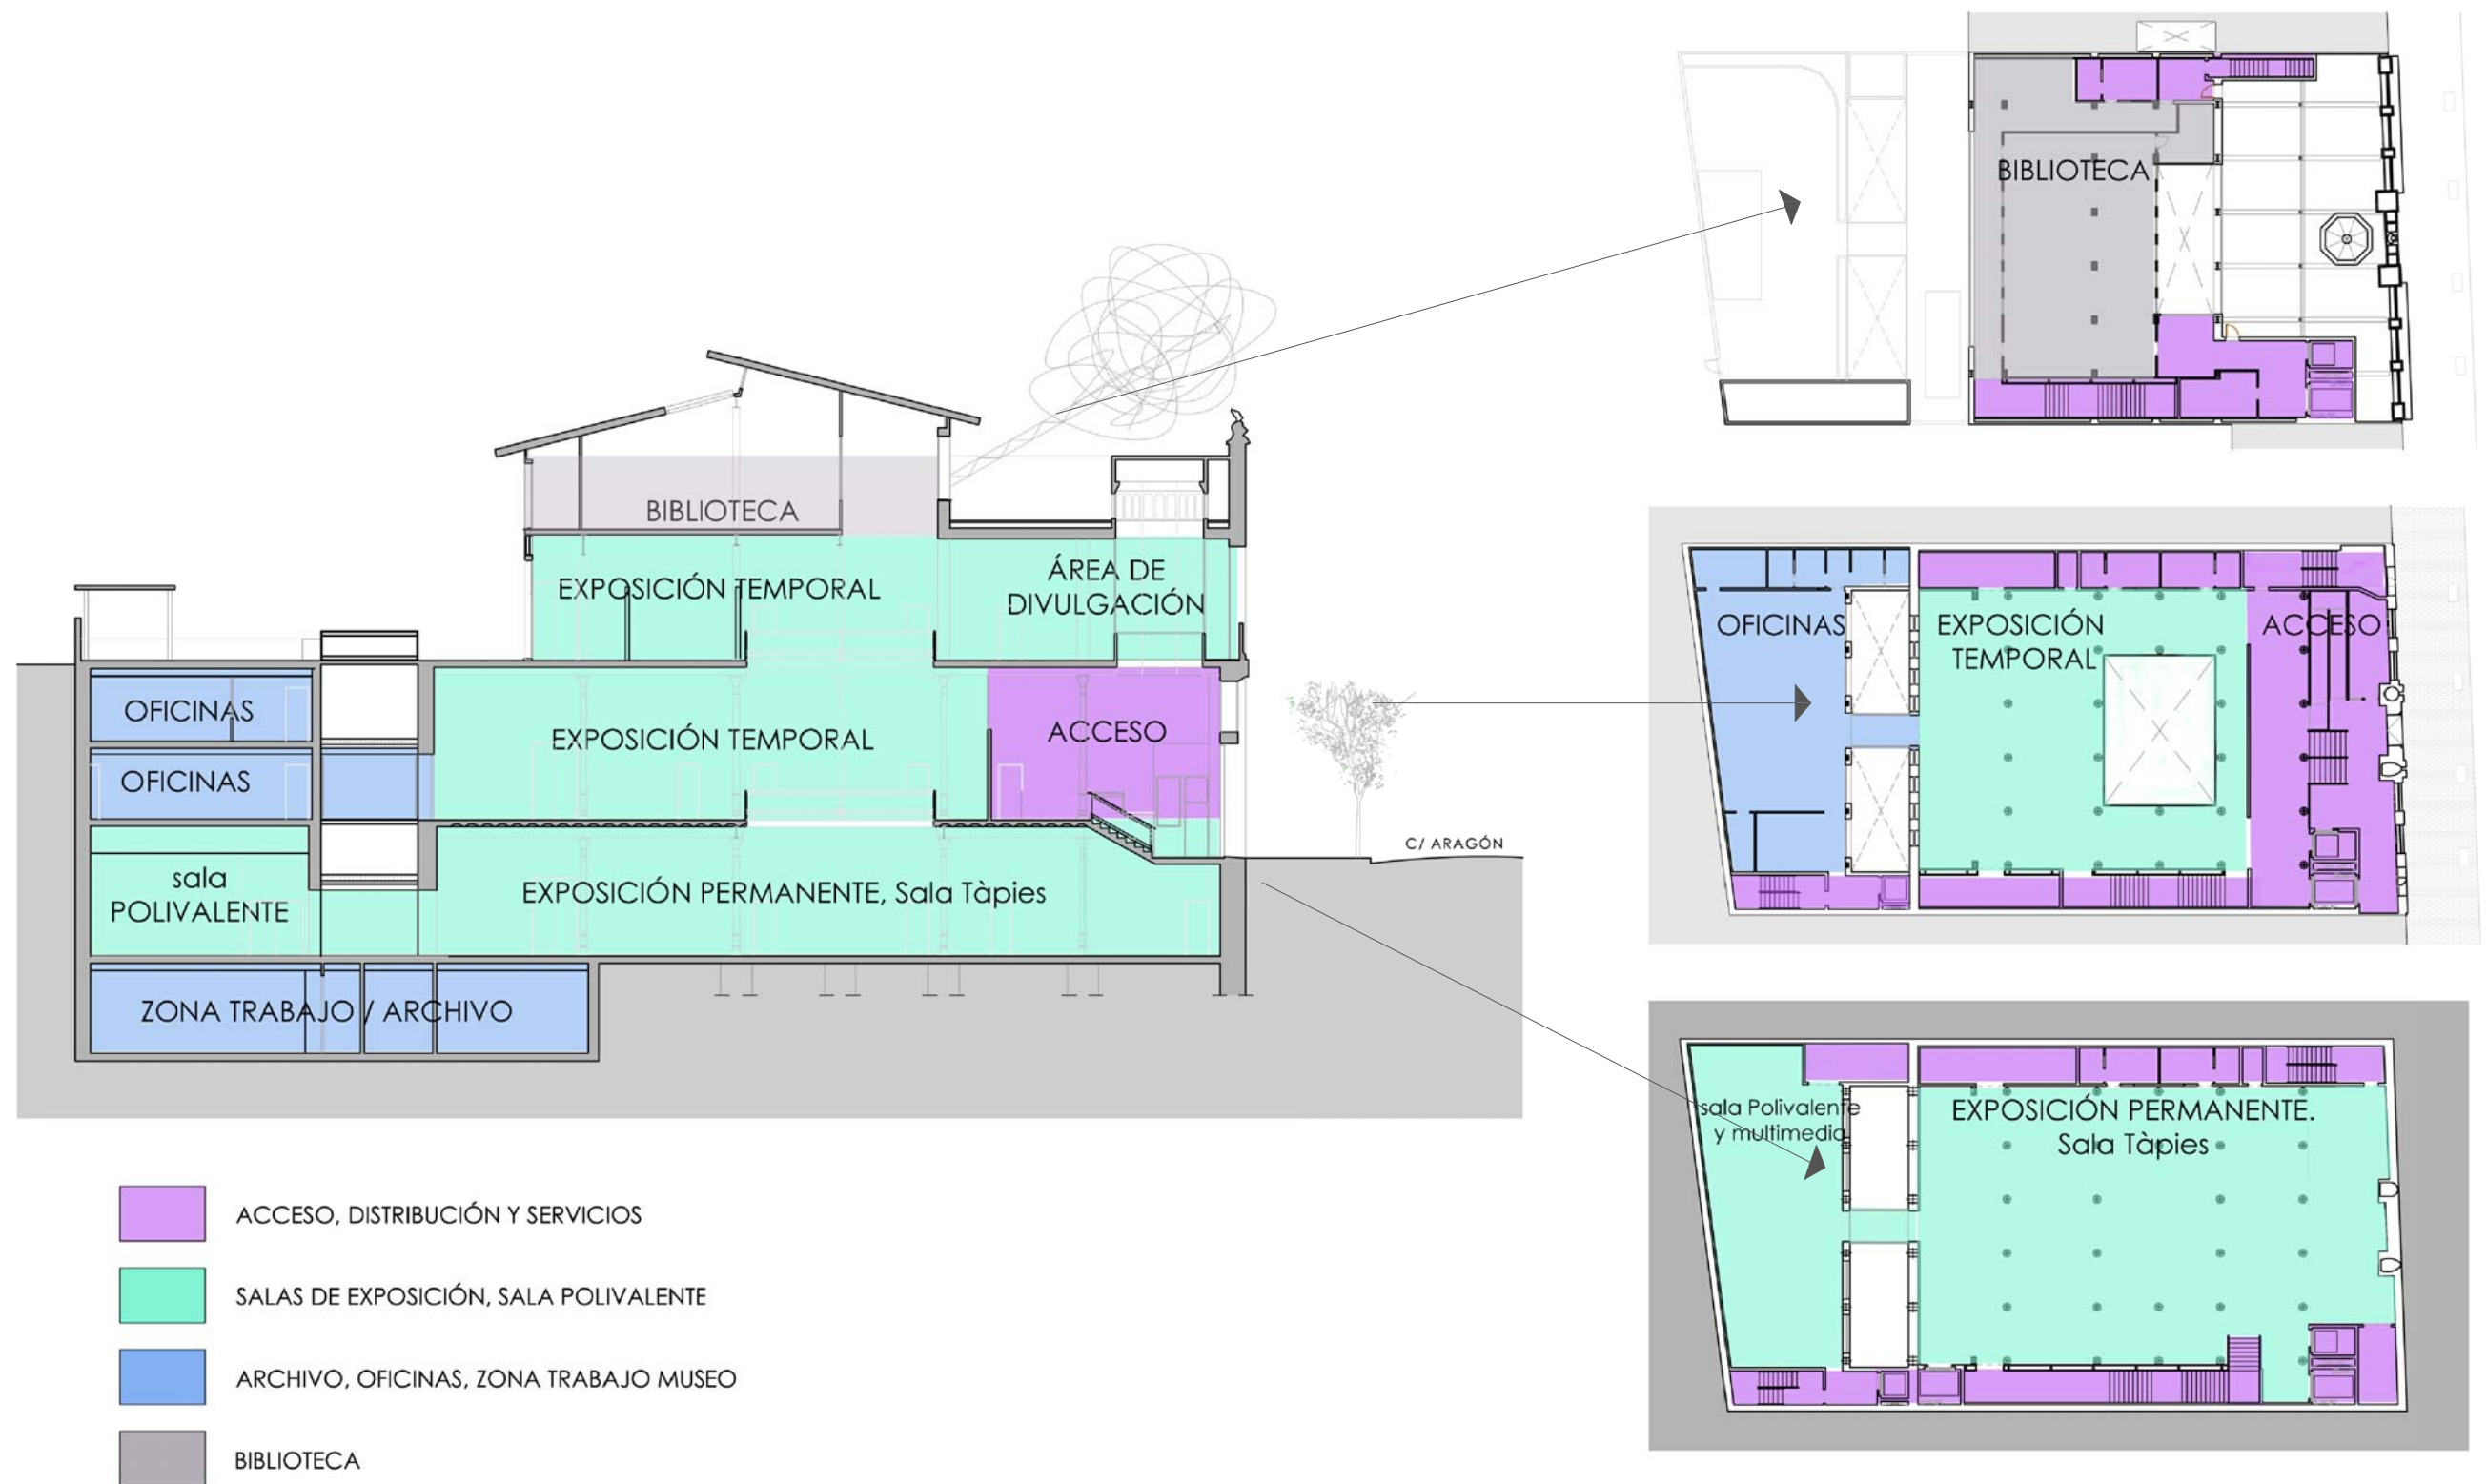 BIBLIOTECA
EXPOSICIÓN TEMPORAL
ÁREA DE
DIVULGACIÓN
OFICINAS
EXPOSICIÓN TEMPORAL
ACCESO
OFICINAS
sala
POLIVALENTE
EXPOSICIÓN PERMANENTE, Sala Tàpies
C/ ARAGÓN
ZONA TRABAJO / ARCHIVO
ACCESO, DISTRIBUCIÓN Y SERVICIOS
SALAS DE EXPOSICIÓN, SALA POLIVALENTE
ARCHIVO, OFICINAS, ZONA TRABAJO MUSEO
BIBLIOTECA
BIBLIOTECA
OFICINAS
EXPOSICIÓN
TEMPORAL
ACCESO
sala Polivalente
y multimedia
EXPOSICIÓN PERMANENTE.
Sala Tàpies